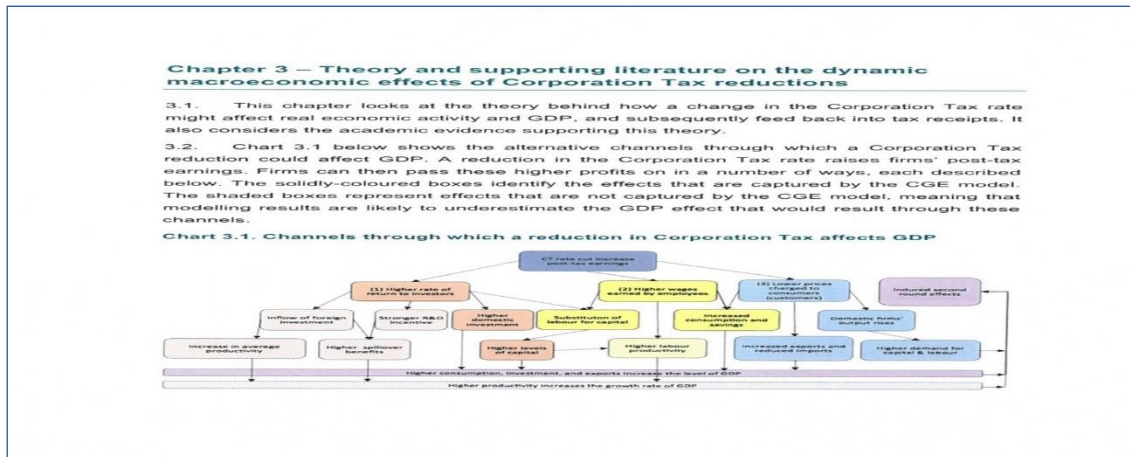 Chapter 3 – Theory and supporting literature on the dynamic
macroeconomic effects of Corporation Tax reductions
3.1. This chapter looks at the theory behind how a change in the Corporation Tax rate
might affect real economic activity and GDP, and subsequently feed back into tax receipts. It
also considers the academic evidence supporting this theory.
3.2. Chart 3.1 below shows the alternative channels through which a Corporation Tax
reduction could affect GDP. A reduction in the Corporation Tax rate raises firms' post-tax
earnings. Firms can then pass these higher profits on in a number of ways, each described
below. The solidly-coloured boxes identify the effects that are captured by the CGE model.
The shaded boxes represent effects that are not captured by the CGE model, meaning that
modelling results are likely to underestimate the GDP effect that would result through these
channels.
Chart 3.1. Channels through which a reduction in Corporation Tax affects GDP
CT rate cut increase
post-tax earnings
(1) Higher rate of
return to investors
(2) Higher wages
earned by employees
(3) Lower prices
charged to
consumers
(customers)
Induced second
round effects
Inflow of foreign
investment
Stronger R&D
incentive
Higher
domestic
investment
Substituton of
labour for capital
Increased
consumption and
savings
Domestic firms'
output rises
Increase in average
productivity
Higher spillover
benefits
Higher levels
of capital
Higher labour
productivity
Increased exports and
reduced imports
Higher demand for
capital & labour
Higher consumption, investment, and exports increase the level of GDP
Higher productivity increases the growth rate of GDP